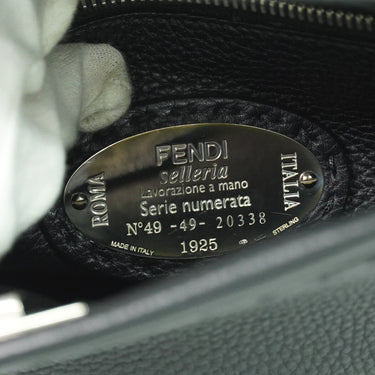 FENDI
selleria
Lavorazione a mano
Serie numerata
N°49 -49- 20338
1925
ROMA
ITALIA
MADE IN ITALY
STERLING